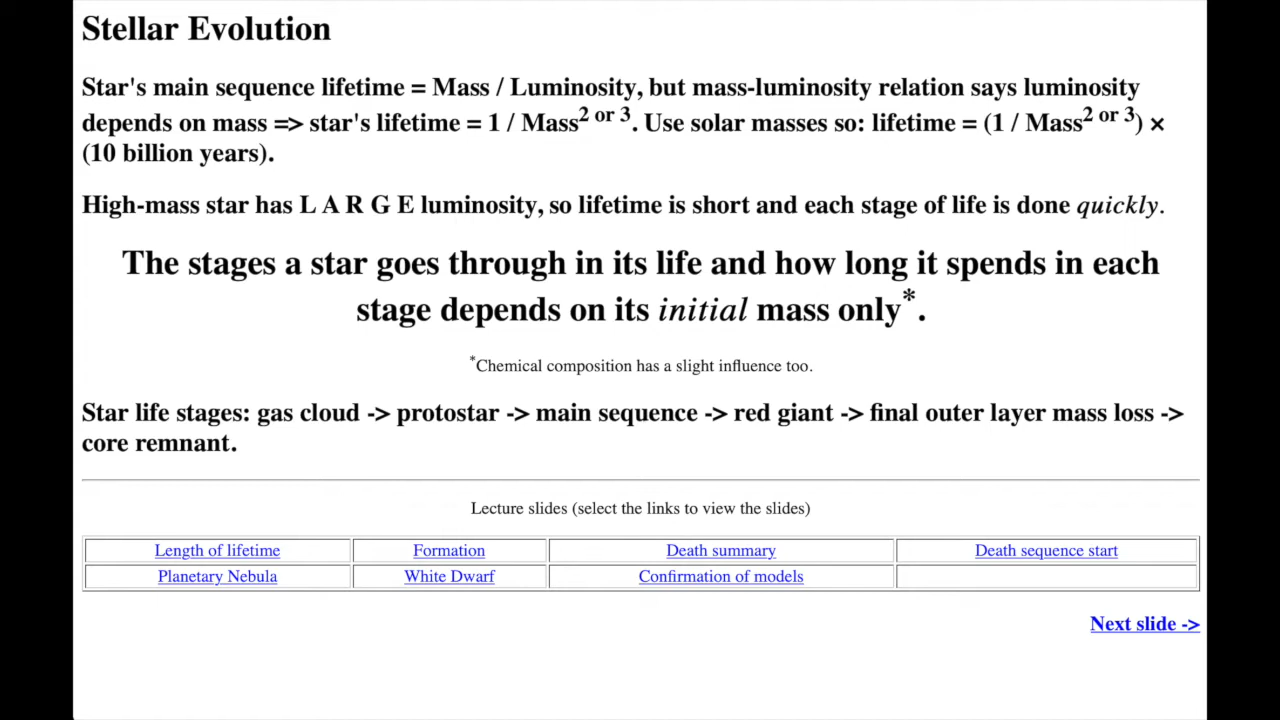 Stellar Evolution
Star's main sequence lifetime = Mass / Luminosity, but mass-luminosity relation says luminosity
depends on mass => star's lifetime = 1 / Mass2 or 3. Use solar masses so: lifetime = (1 / Mass2 or 3) ×
(10 billion years).
High-mass star has L A R G E luminosity, so lifetime is short and each stage of life is done quickly.
The stages a star goes through in its life and how long it spends in each
stage depends on its initial mass only*.
*Chemical composition has a slight influence too.
Star life stages: gas cloud -> protostar -> main sequence -> red giant -> final outer layer mass loss ->
core remnant.
Lecture slides (select the links to view the slides)
Length of lifetime Formation Death summary Death sequence start
Planetary Nebula White Dwarf Confirmation of models
Next slide ->